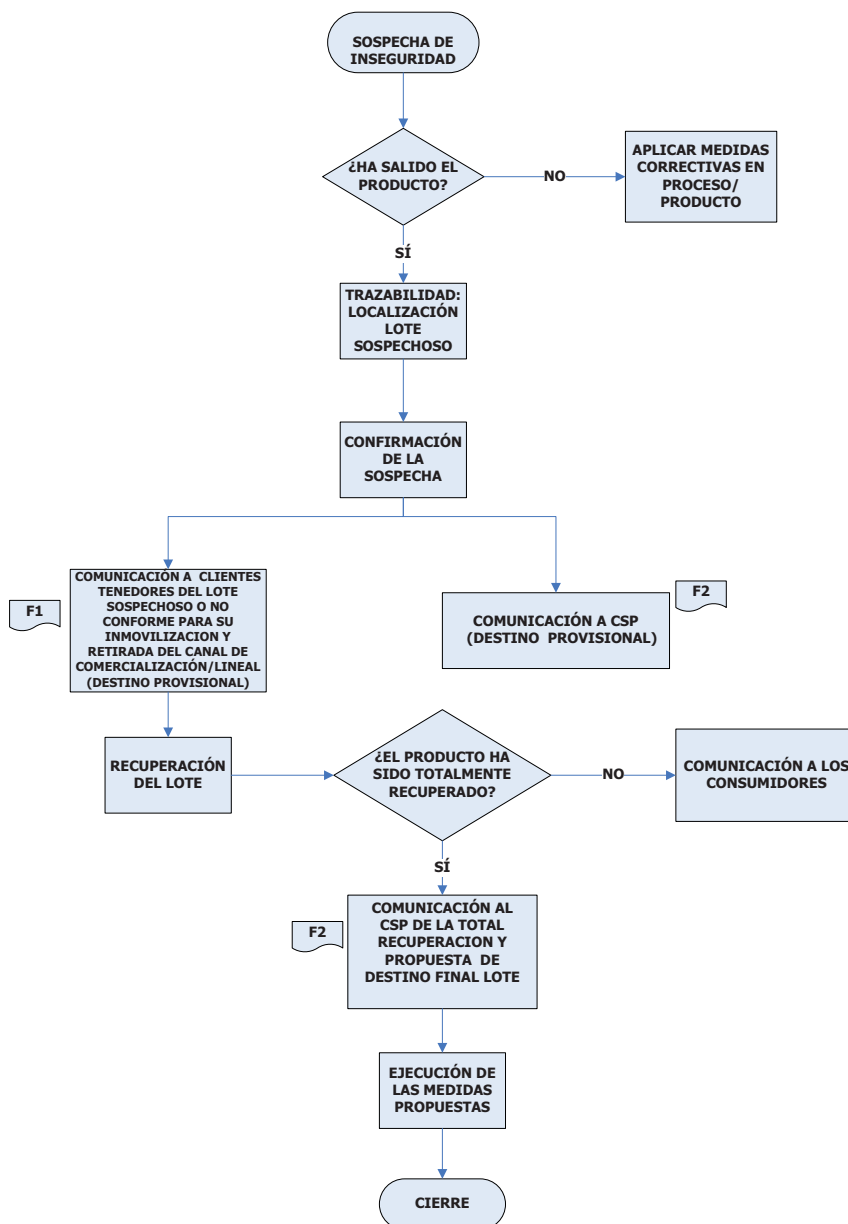 SOSPECHA DE
INSEGURIDAD
¿HA SALIDO EL
PRODUCTO?
NO
APLICAR MEDIDAS
CORRECTIVAS EN
PROCESO/
PRODUCTO
SÍ
TRAZABILIDAD:
LOCALIZACIÓN
LOTE
SOSPECHOSO
CONFIRMACIÓN
DE LA
SOSPECHA
F1
COMUNICACIÓN A CLIENTES
TENEDORES DEL LOTE
SOSPECHOSO O NO
CONFORME PARA SU
INMOVILIZACION Y
RETIRADA DEL CANAL DE
COMERCIALIZACIÓN/LINEAL
(DESTINO PROVISIONAL)
F2
COMUNICACIÓN A CSP
(DESTINO PROVISIONAL)
RECUPERACIÓN
DEL LOTE
¿EL PRODUCTO HA
SIDO TOTALMENTE
RECUPERADO?
NO
COMUNICACIÓN A LOS
CONSUMIDORES
SÍ
F2
COMUNICACIÓN AL
CSP DE LA TOTAL
RECUPERACION Y
PROPUESTA DE
DESTINO FINAL LOTE
EJECUCIÓN DE
LAS MEDIDAS
PROPUESTAS
CIERRE